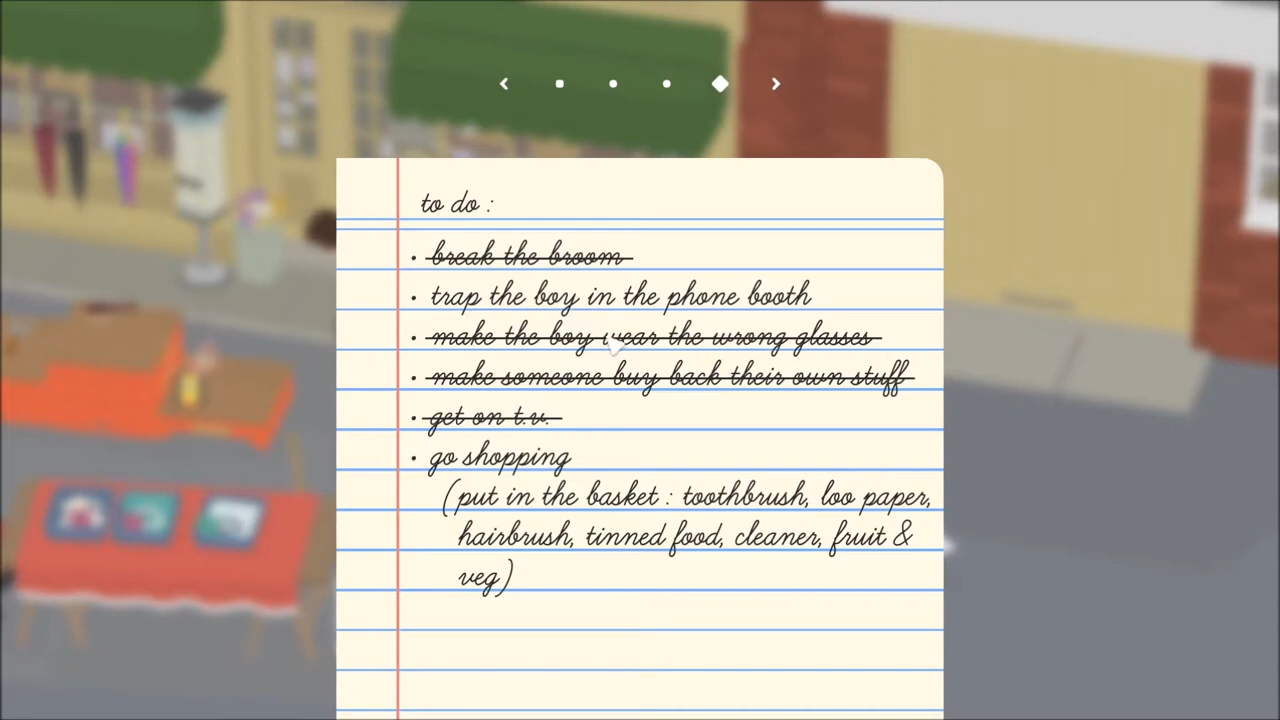 to do :
• break the broom
• trap the boy in the phone booth
• make the boy wear the wrong glasses
• make someone buy back their own stuff
• get on t.v.
• go shopping
(put in the basket : toothbrush, loo paper,
hairbrush, tinned food, cleaner, fruit &
veg)